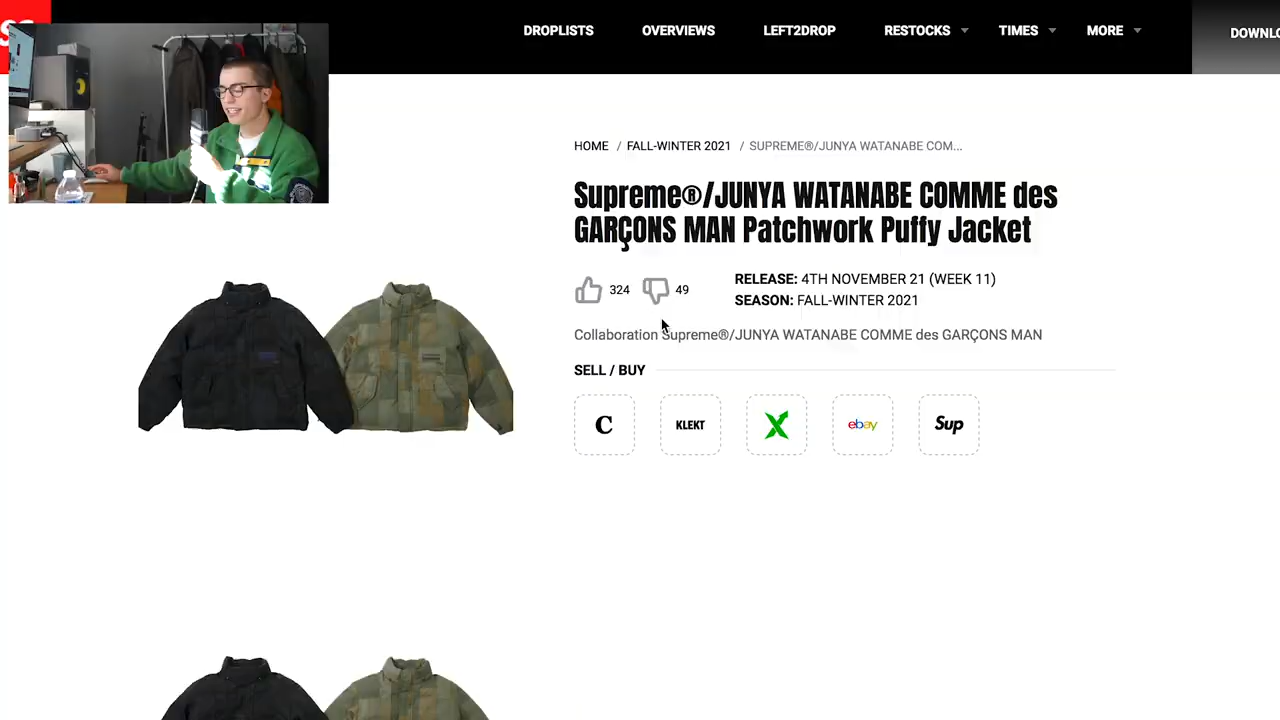 DROPLISTS
OVERVIEWS
LEFT2DROP
RESTOCKS
TIMES
MORE
HOME / FALL-WINTER 2021 / SUPREME®/JUNYA WATANABE COM...
Supreme®/JUNYA WATANABE COMME des
GARÇONS MAN Patchwork Puffy Jacket
324
49
RELEASE: 4TH NOVEMBER 21 (WEEK 11)
SEASON: FALL-WINTER 2021
Collaboration Supreme®/JUNYA WATANABE COMME des GARÇONS MAN
SELL / BUY
C
KLEKT
X
ebay
Sup